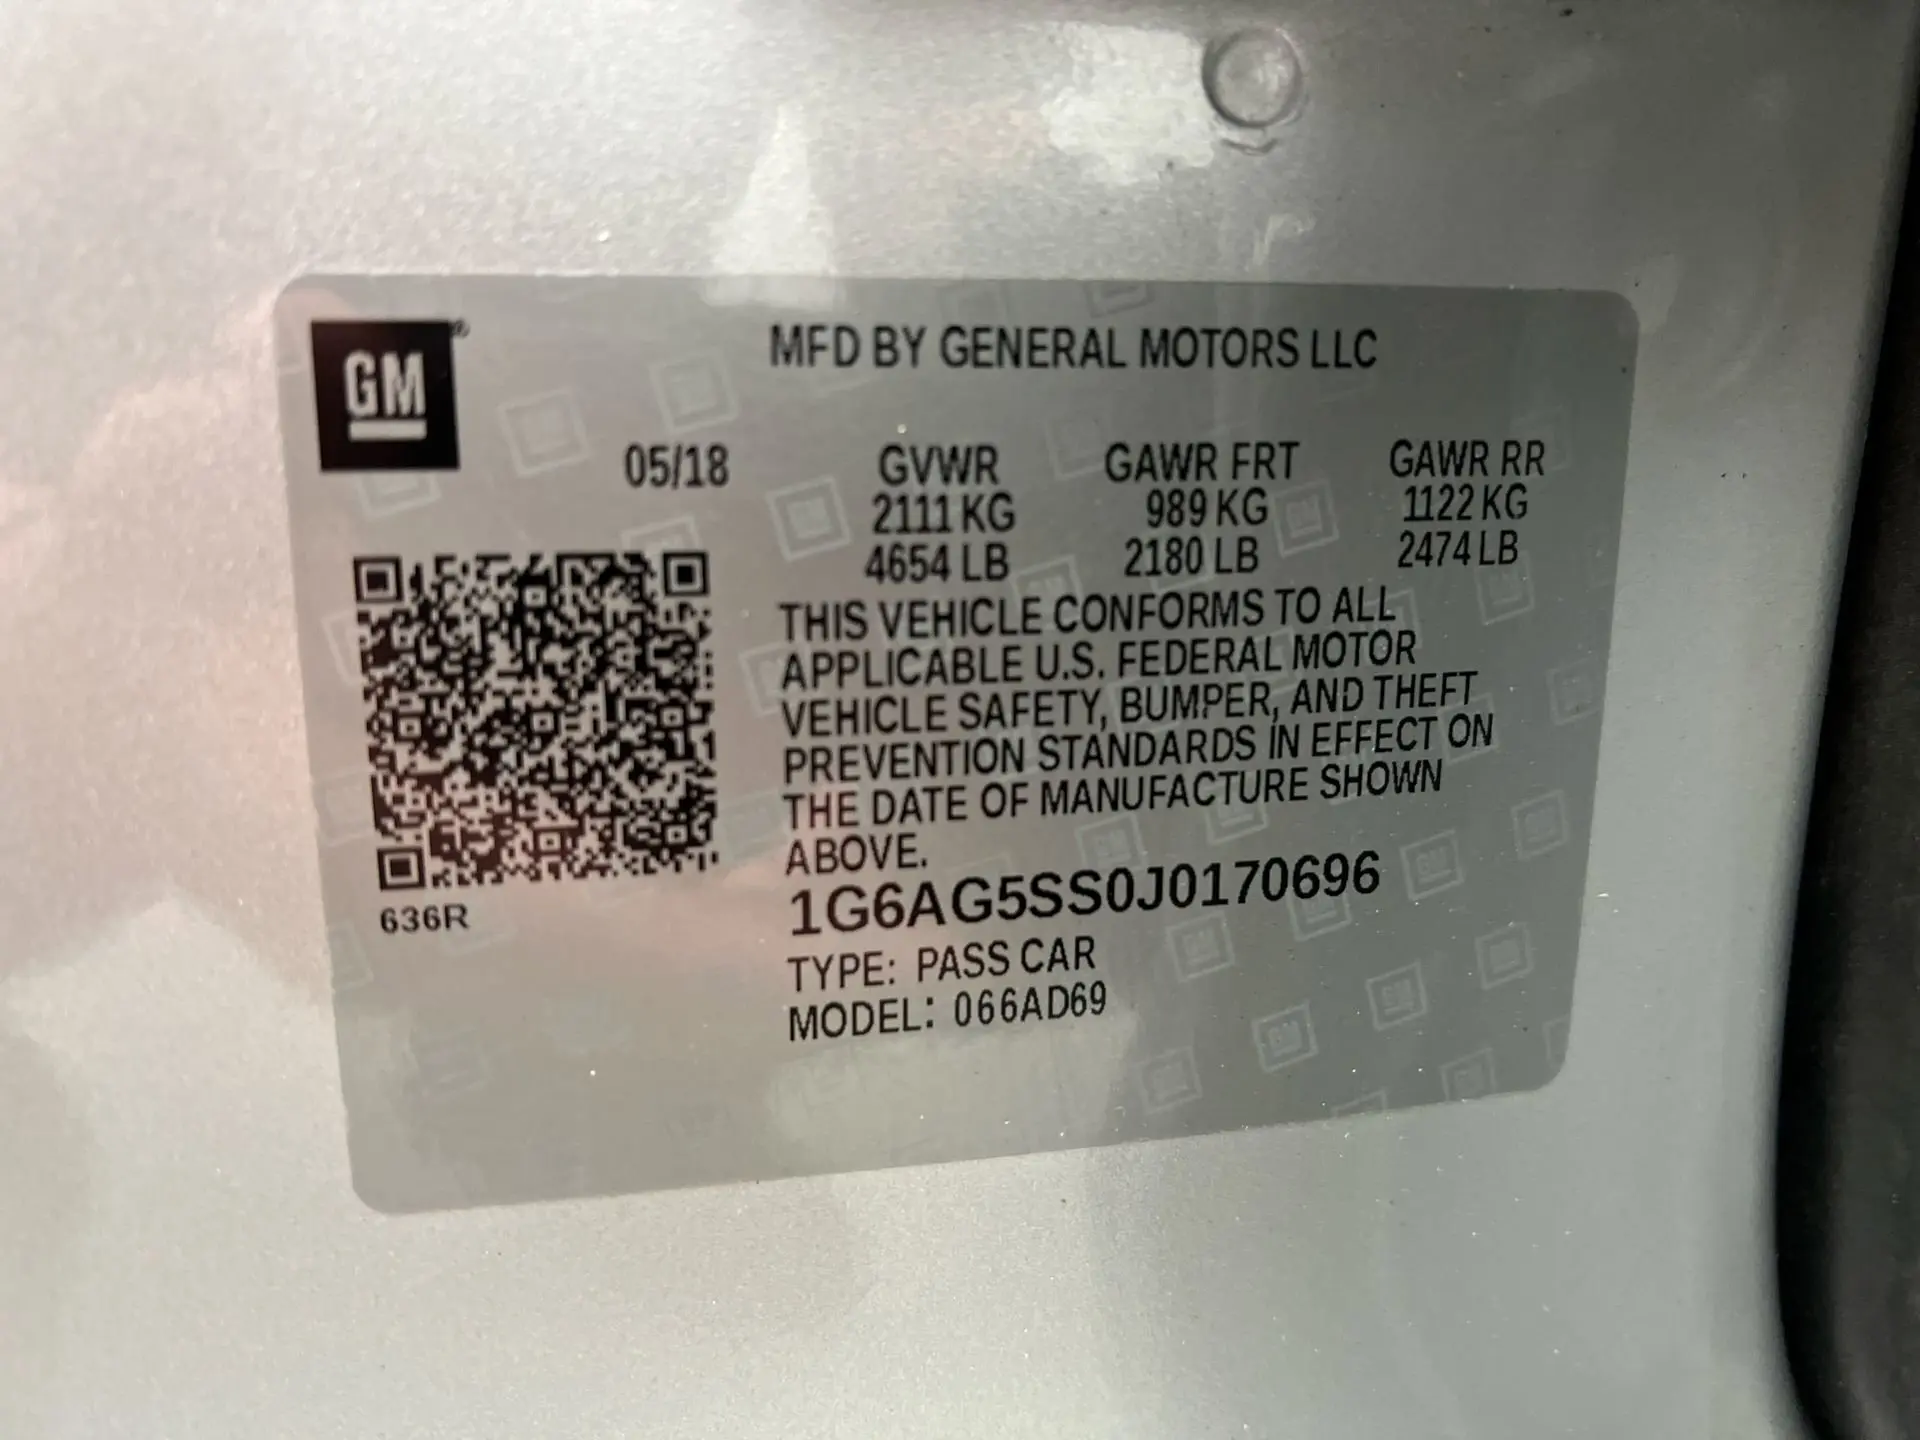 GM
MFD BY GENERAL MOTORS LLC
05/18
GVWR
2111 KG
4654 LB
GAWR FRT
989 KG
2180 LB
GAWR RR
1122 KG
2474 LB
THIS VEHICLE CONFORMS TO ALL
APPLICABLE U.S. FEDERAL MOTOR
VEHICLE SAFETY, BUMPER, AND THEFT
PREVENTION STANDARDS IN EFFECT ON
THE DATE OF MANUFACTURE SHOWN
ABOVE.
1G6AG5SS0J0170696
TYPE: PASS CAR
MODEL: 066AD69
636R